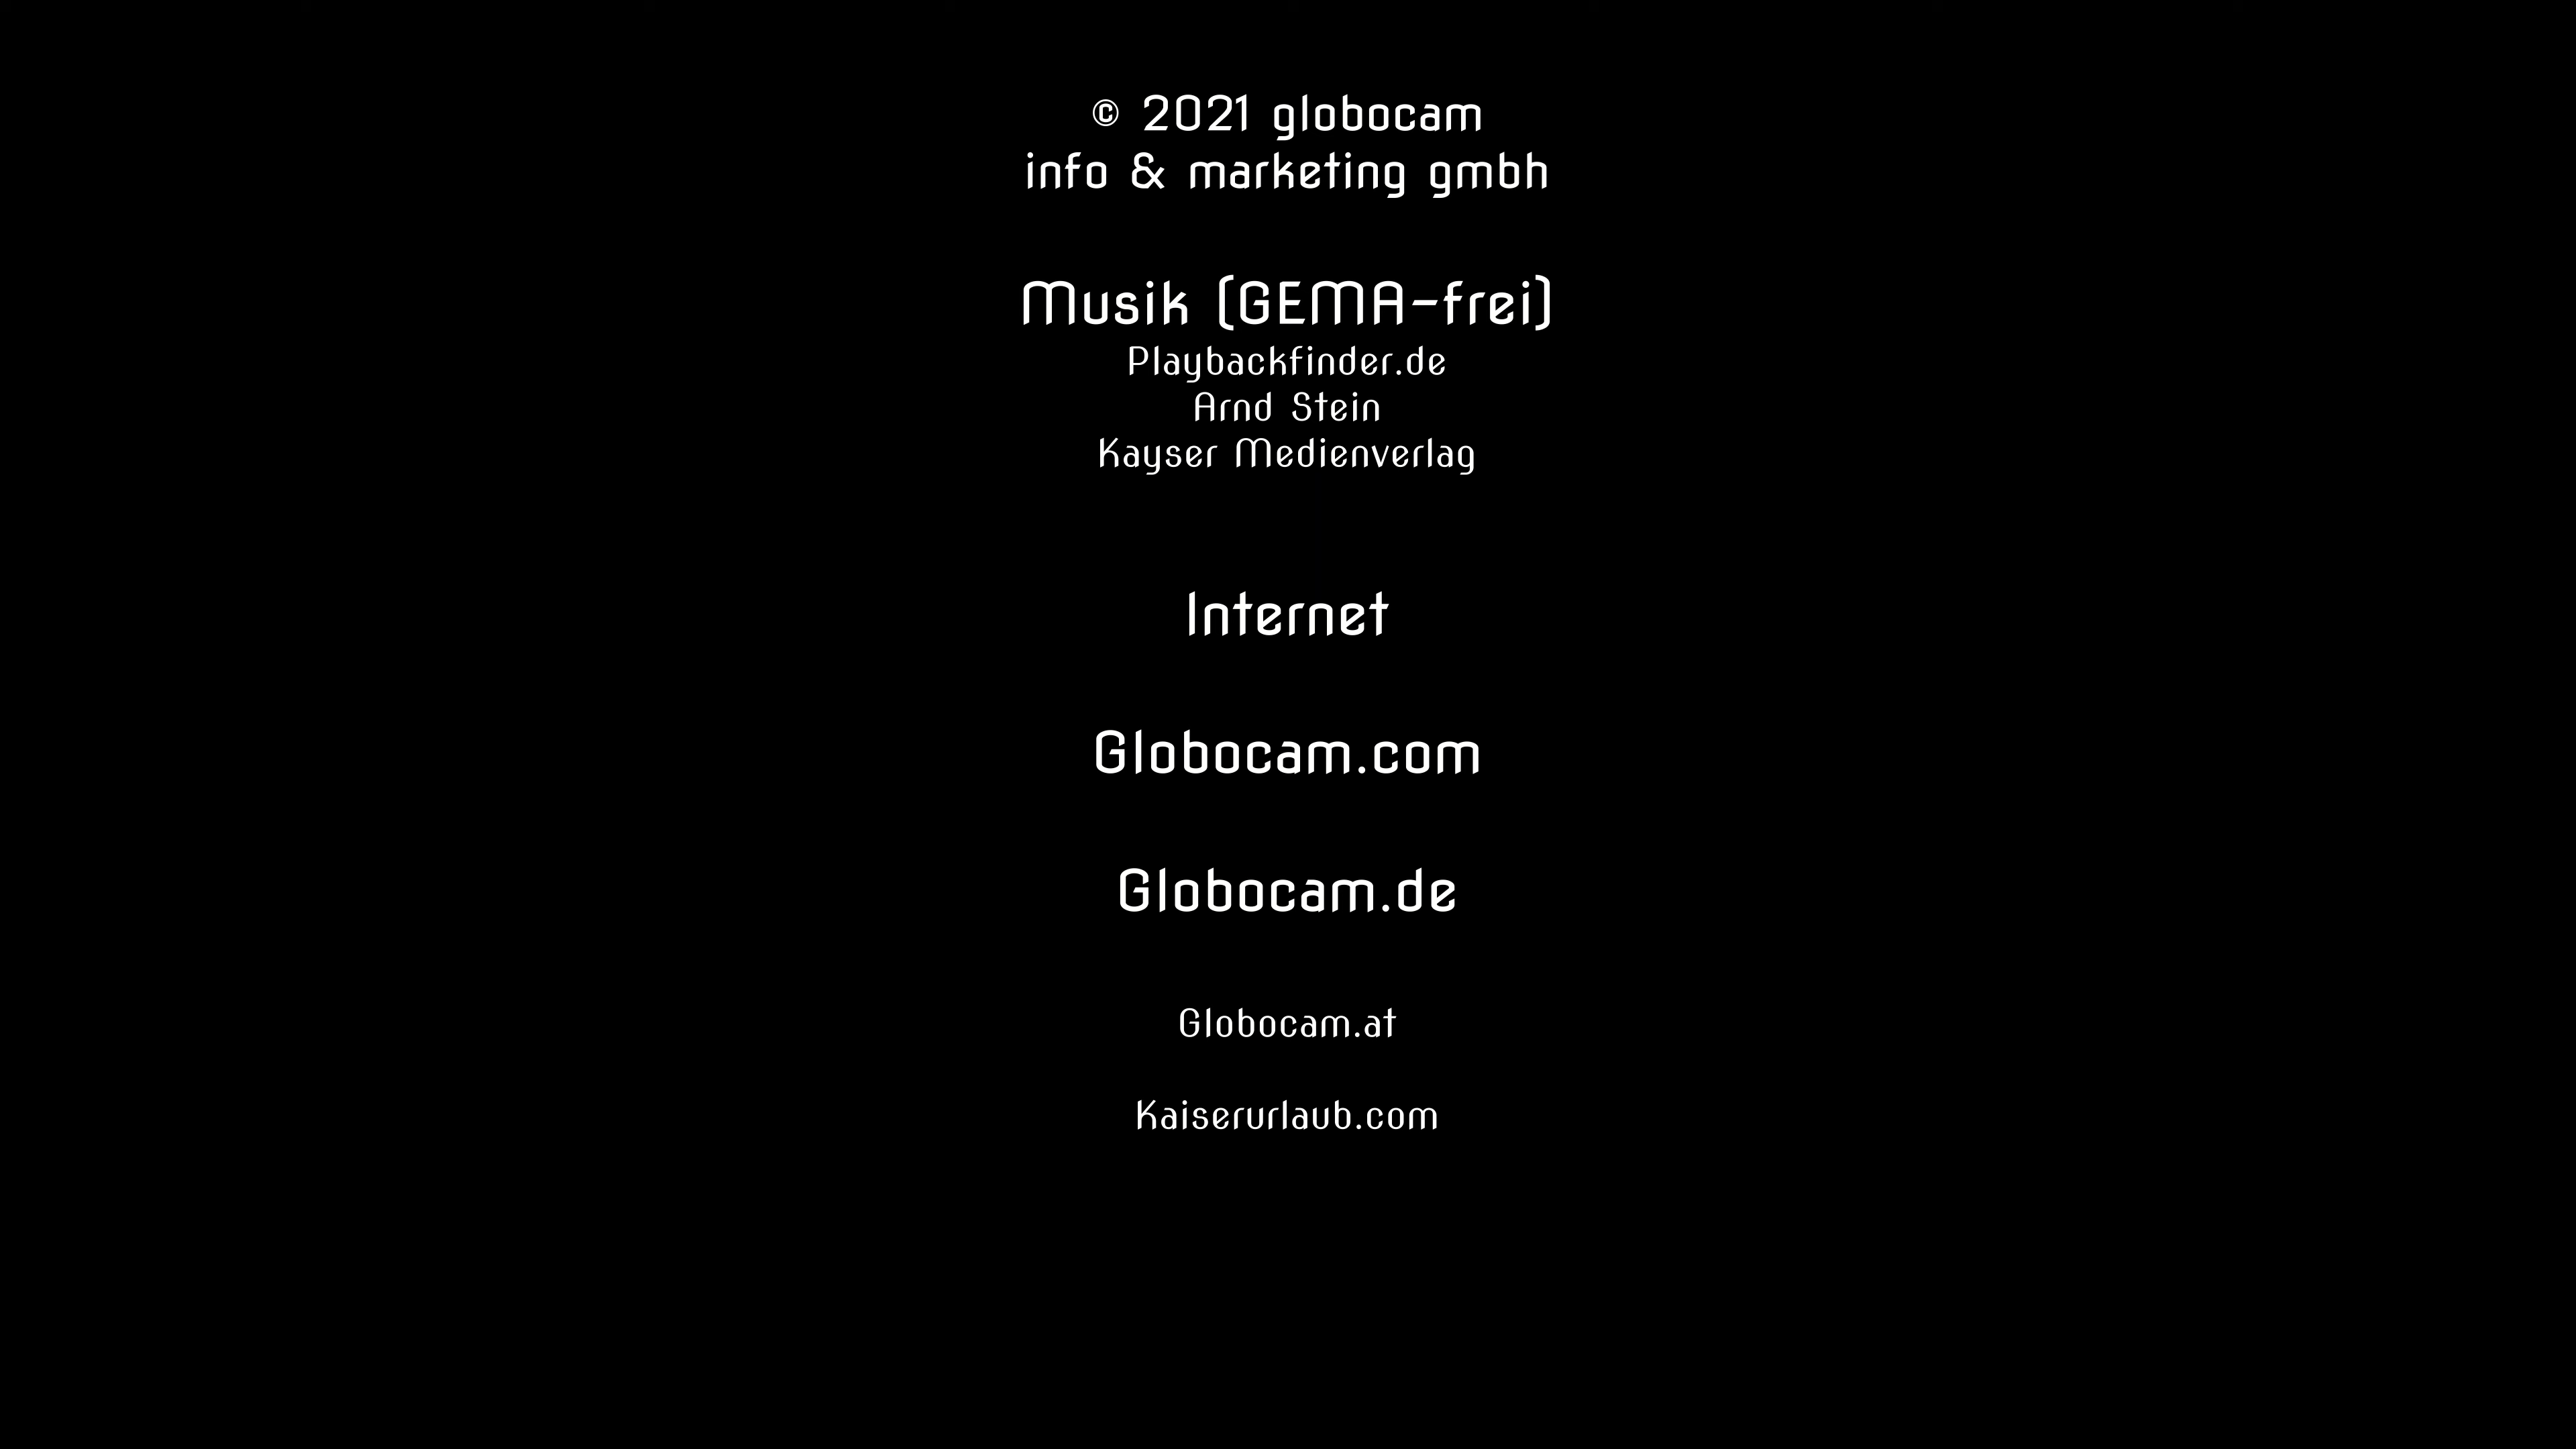 © 2021 globocam
info & marketing gmbh
Musik (GEMA-frei)
Playbackfinder.de
Arnd Stein
Kayser Medienverlag
Internet
Globocam.com
Globocam.de
Globocam.at
Kaiserurlaub.com